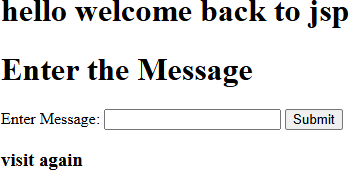 hello welcome back to jsp
Enter the Message
Enter Message: Submit
visit again